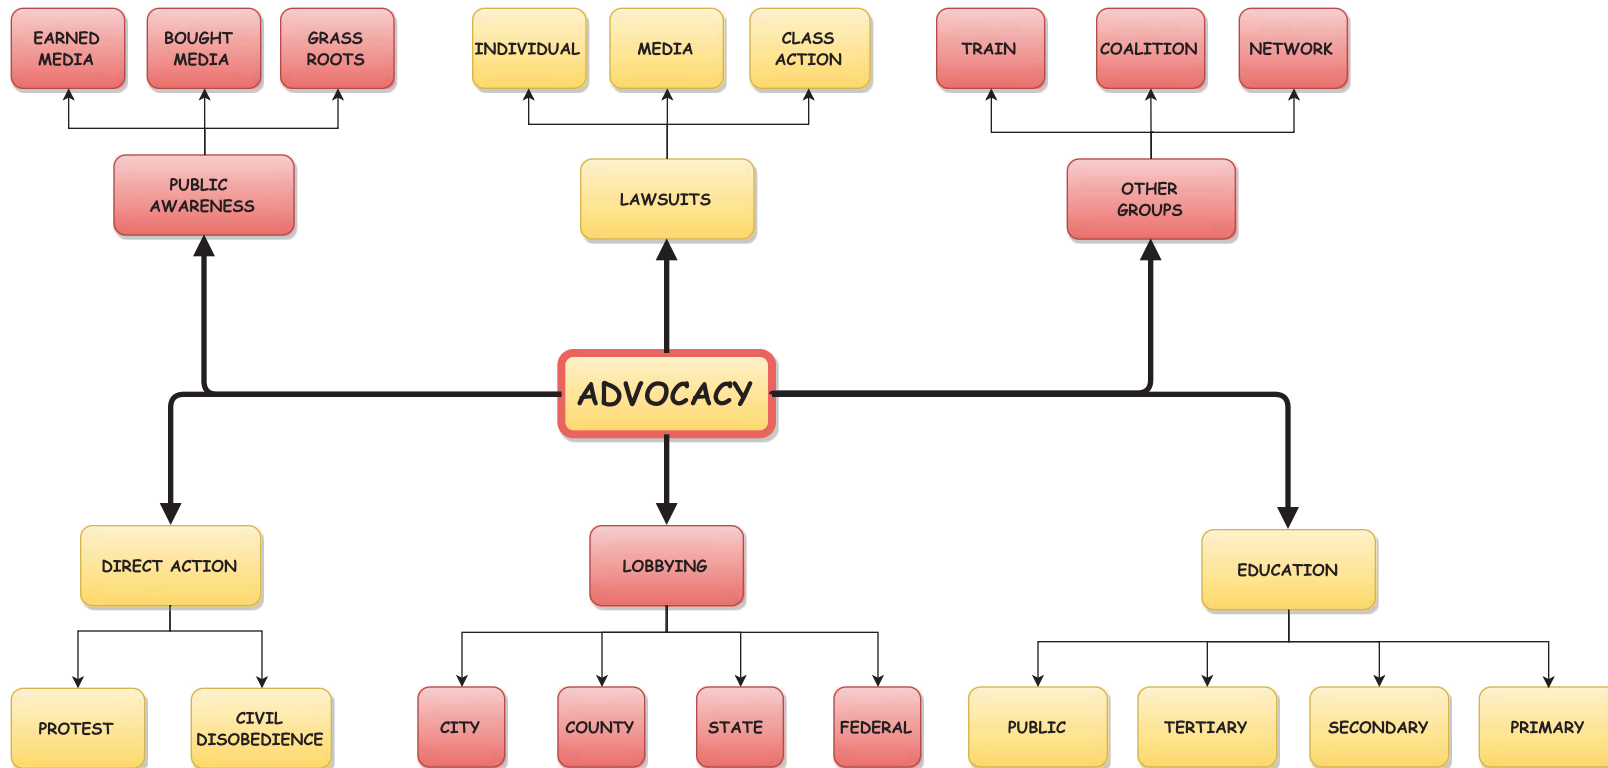 EARNED
MEDIA
BOUGHT
MEDIA
GRASS
ROOTS
INDIVIDUAL
MEDIA
CLASS
ACTION
TRAIN
COALITION
NETWORK
PUBLIC
AWARENESS
LAWSUITS
OTHER
GROUPS
ADVOCACY
DIRECT ACTION
LOBBYING
EDUCATION
PROTEST
CIVIL
DISOBEDIENCE
CITY
COUNTY
STATE
FEDERAL
PUBLIC
TERTIARY
SECONDARY
PRIMARY